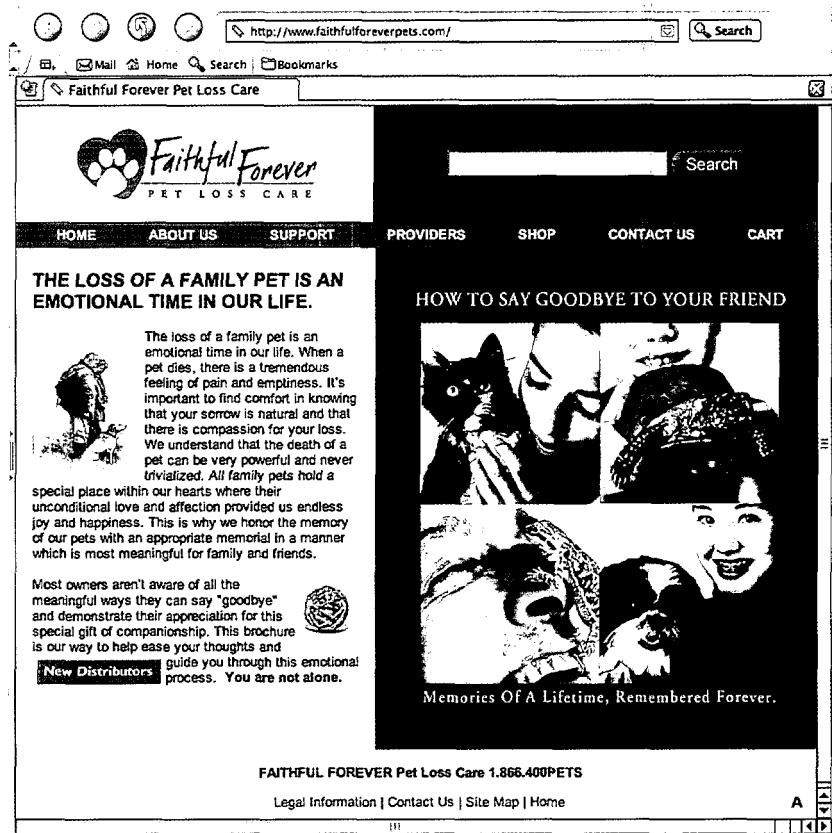 http://www.faithfulforeverpets.com/
Search
Mail Home Search Bookmarks
Faithful Forever Pet Loss Care
Faithful Forever
PET LOSS CARE
Search
HOME ABOUT US SUPPORT PROVIDERS SHOP CONTACT US CART
THE LOSS OF A FAMILY PET IS AN
EMOTIONAL TIME IN OUR LIFE.
The loss of a family pet is an
emotional time in our life. When a
pet dies, there is a tremendous
feeling of pain and emptiness. It's
important to find comfort in knowing
that your sorrow is natural and that
there is compassion for your loss.
We understand that the death of a
pet can be very powerful and never
trivialized. All family pets hold a
special place within our hearts where their
unconditional love and affection provided us endless
joy and happiness. This is why we honor the memory
of our pets with an appropriate memorial in a manner
which is most meaningful for family and friends.
Most owners aren't aware of all the
meaningful ways they can say "goodbye"
and demonstrate their appreciation for this
special gift of companionship. This brochure
is our way to help ease your thoughts and
guide you through this emotional
process. You are not alone.
New Distributors
HOW TO SAY GOODBYE TO YOUR FRIEND
Memories Of A Lifetime, Remembered Forever.
FAITHFUL FOREVER Pet Loss Care 1.866.400PETS
Legal Information | Contact Us | Site Map | Home
A